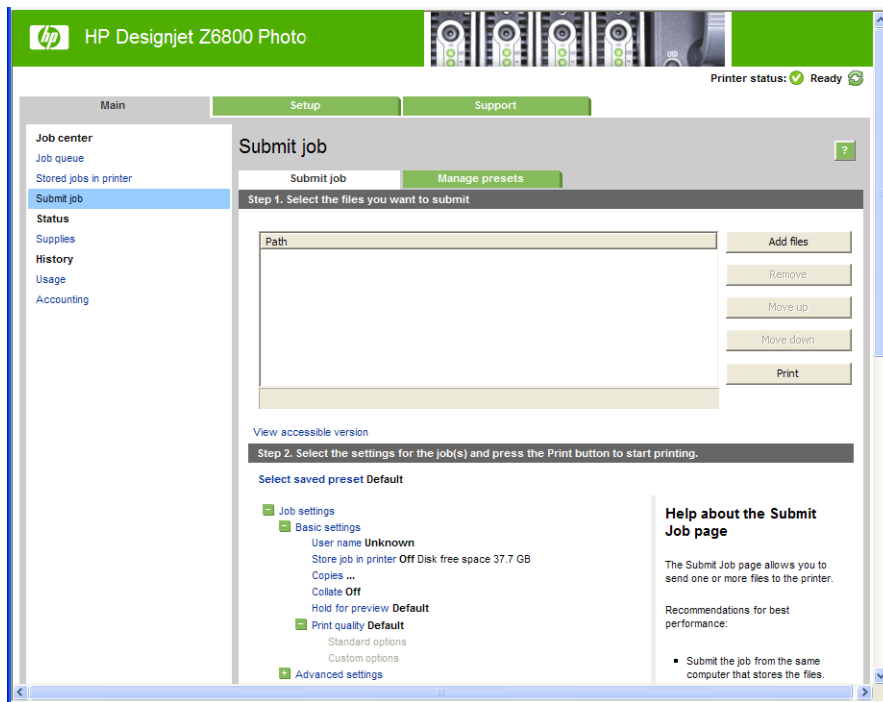 hp HP Designjet Z6800 Photo
UID
Printer status: Ready
Main Setup Support
Job center
Job queue
Stored jobs in printer
Submit job
Status
Supplies
History
Usage
Accounting
Submit job
?
Submit job Manage presets
Step 1. Select the files you want to submit
Path
Add files
Remove
Move up
Move down
Print
View accessible version
Step 2. Select the settings for the job(s) and press the Print button to start printing.
Select saved preset Default
Job settings
Basic settings
User name Unknown
Store job in printer Off Disk free space 37.7 GB
Copies ...
Collate Off
Hold for preview Default
Print quality Default
Standard options
Custom options
Advanced settings
Help about the Submit
Job page
The Submit Job page allows you to
send one or more files to the printer.
Recommendations for best
performance:
Submit the job from the same
computer that stores the files.